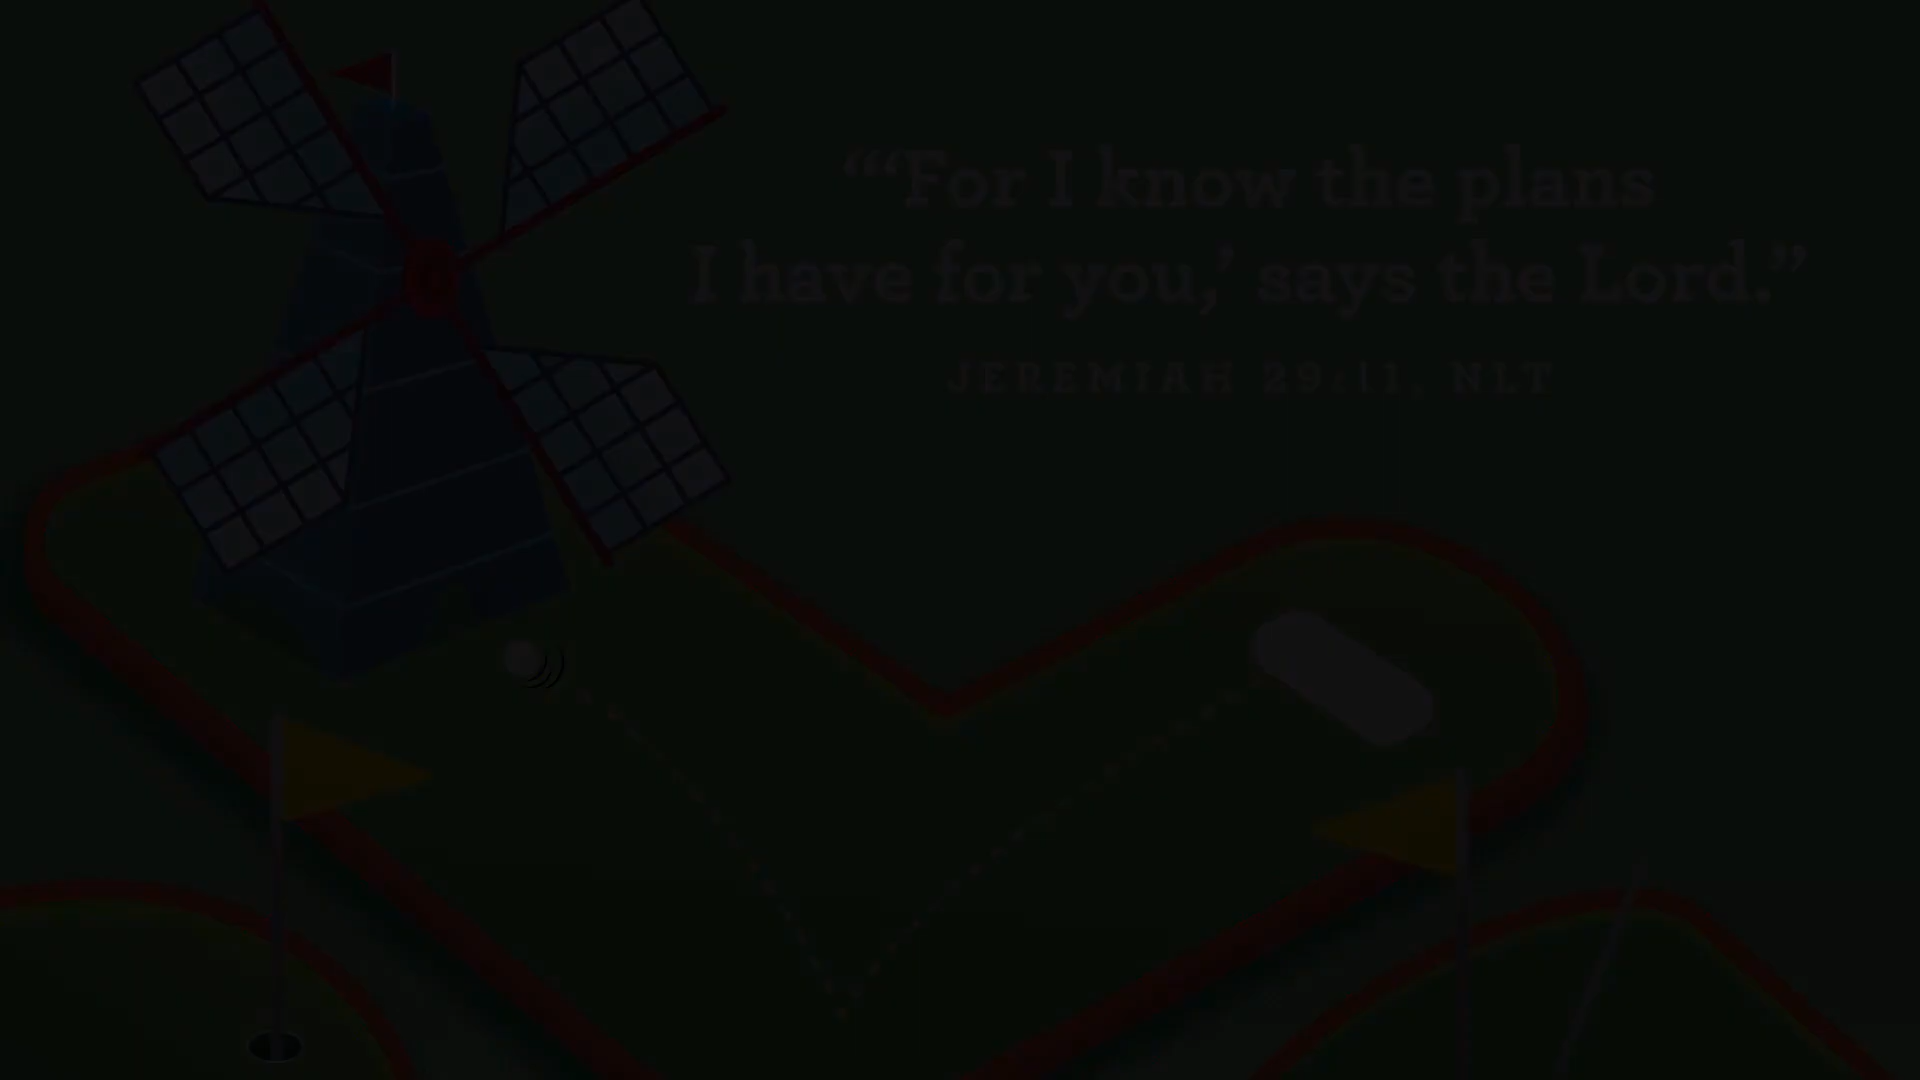 “‘For I know the plans
I have for you,’ says the Lord.”
JEREMIAH 29:11, NLT